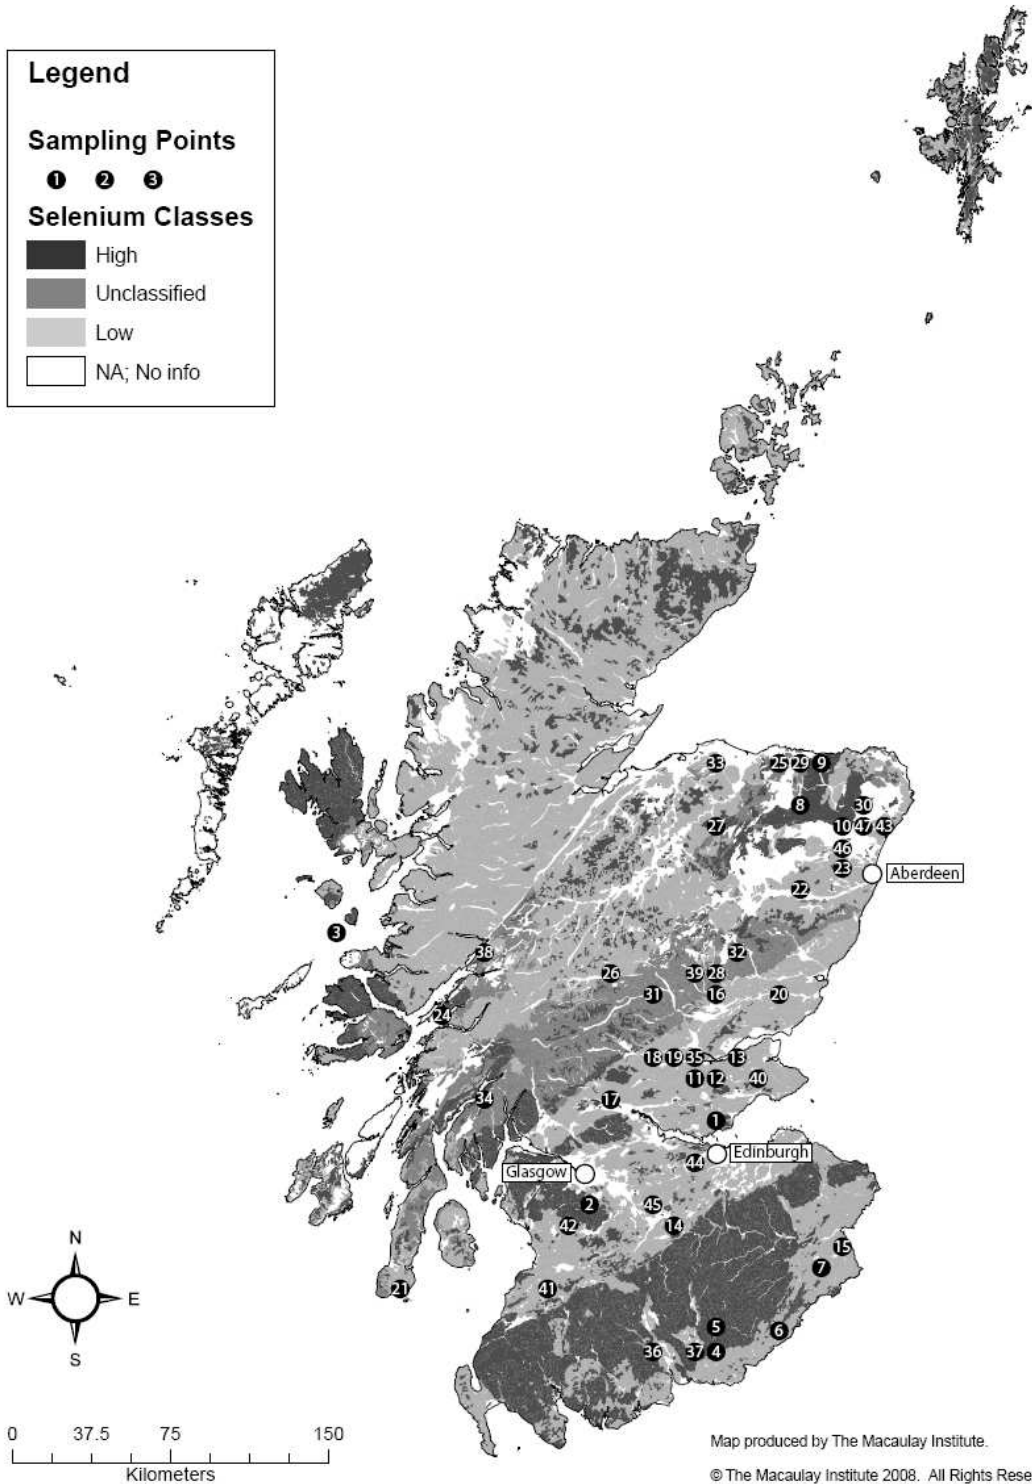 Legend
Sampling Points
1 2 3
Selenium Classes
High
Unclassified
Low
NA; No info
33 25 29 9
8 30
27 10 47 43
46
23
Aberdeen
22
3
38 32
26 39 28
31 16 20
24
18 19 35 13
11 12 40
34 17
1
44 Edinburgh
Glasgow
2 45
42 14
15
7
21 41
5 6
36 37 4
N
W E
S
0 37.5 75 150
Kilometers
Map produced by The Macaulay Institute.
© The Macaulay Institute 2008. All Rights Rese